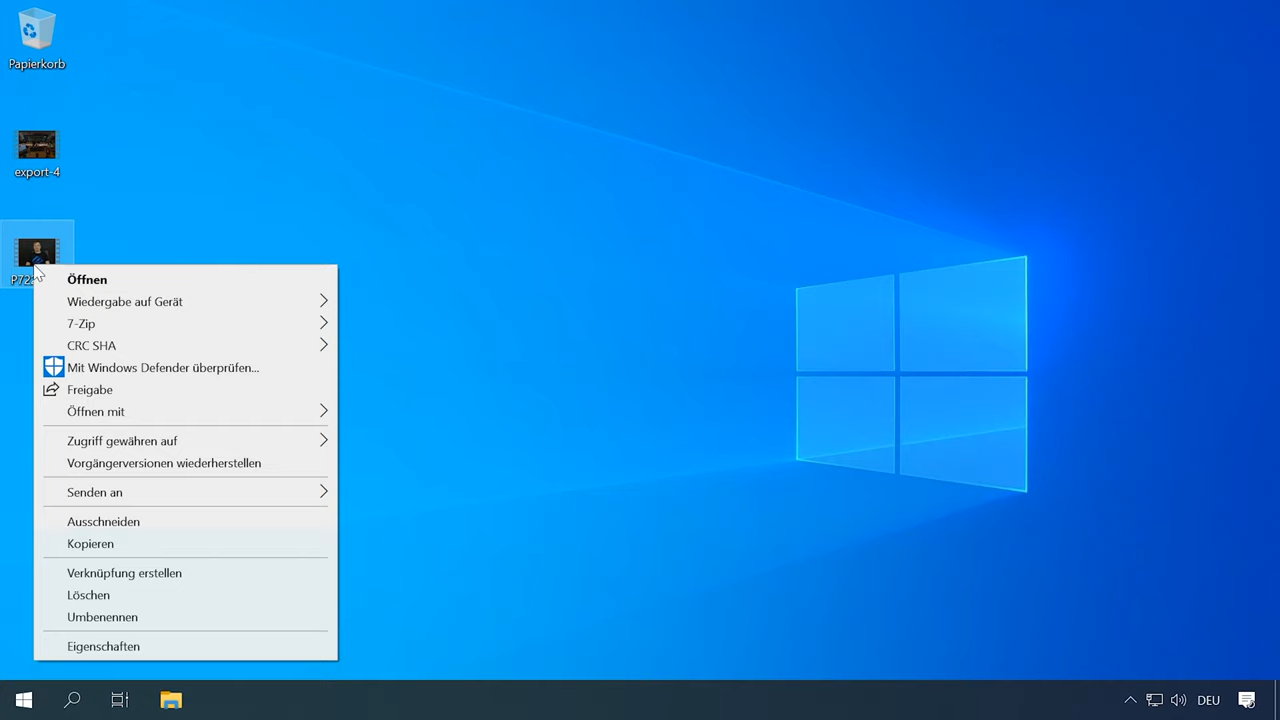 Papierkorb
export-4
Öffnen
Wiedergabe auf Gerät
7-Zip
CRC SHA
Mit Windows Defender überprüfen...
Freigabe
Öffnen mit
Zugriff gewähren auf
Vorgängerversionen wiederherstellen
Senden an
Ausschneiden
Kopieren
Verknüpfung erstellen
Löschen
Umbenennen
Eigenschaften
DEU